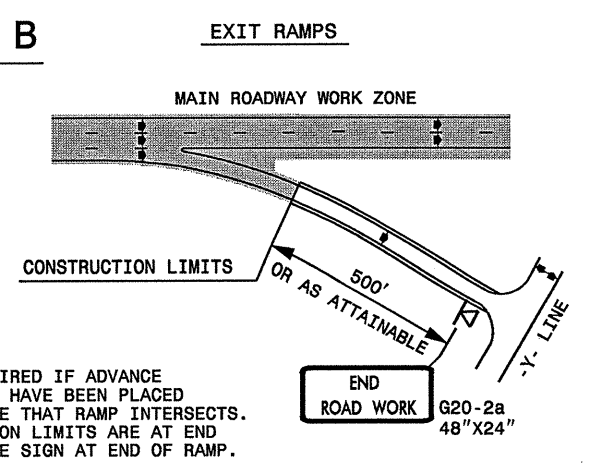 B
EXIT RAMPS
MAIN ROADWAY WORK ZONE
CONSTRUCTION LIMITS
500'
OR AS ATTAINABLE
-Y- LINE
END
ROAD WORK
G20-2a
48"X24"
IRED IF ADVANCE
HAVE BEEN PLACED
E THAT RAMP INTERSECTS.
ON LIMITS ARE AT END
E SIGN AT END OF RAMP.